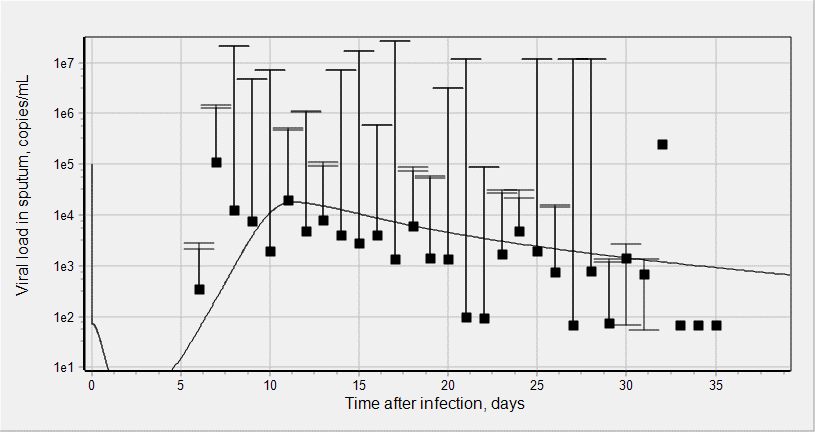 Viral load in sputum, copies/mL
1e7
1e6
1e5
1e4
1e3
1e2
1e1
0 5 10 15 20 25 30 35
Time after infection, days